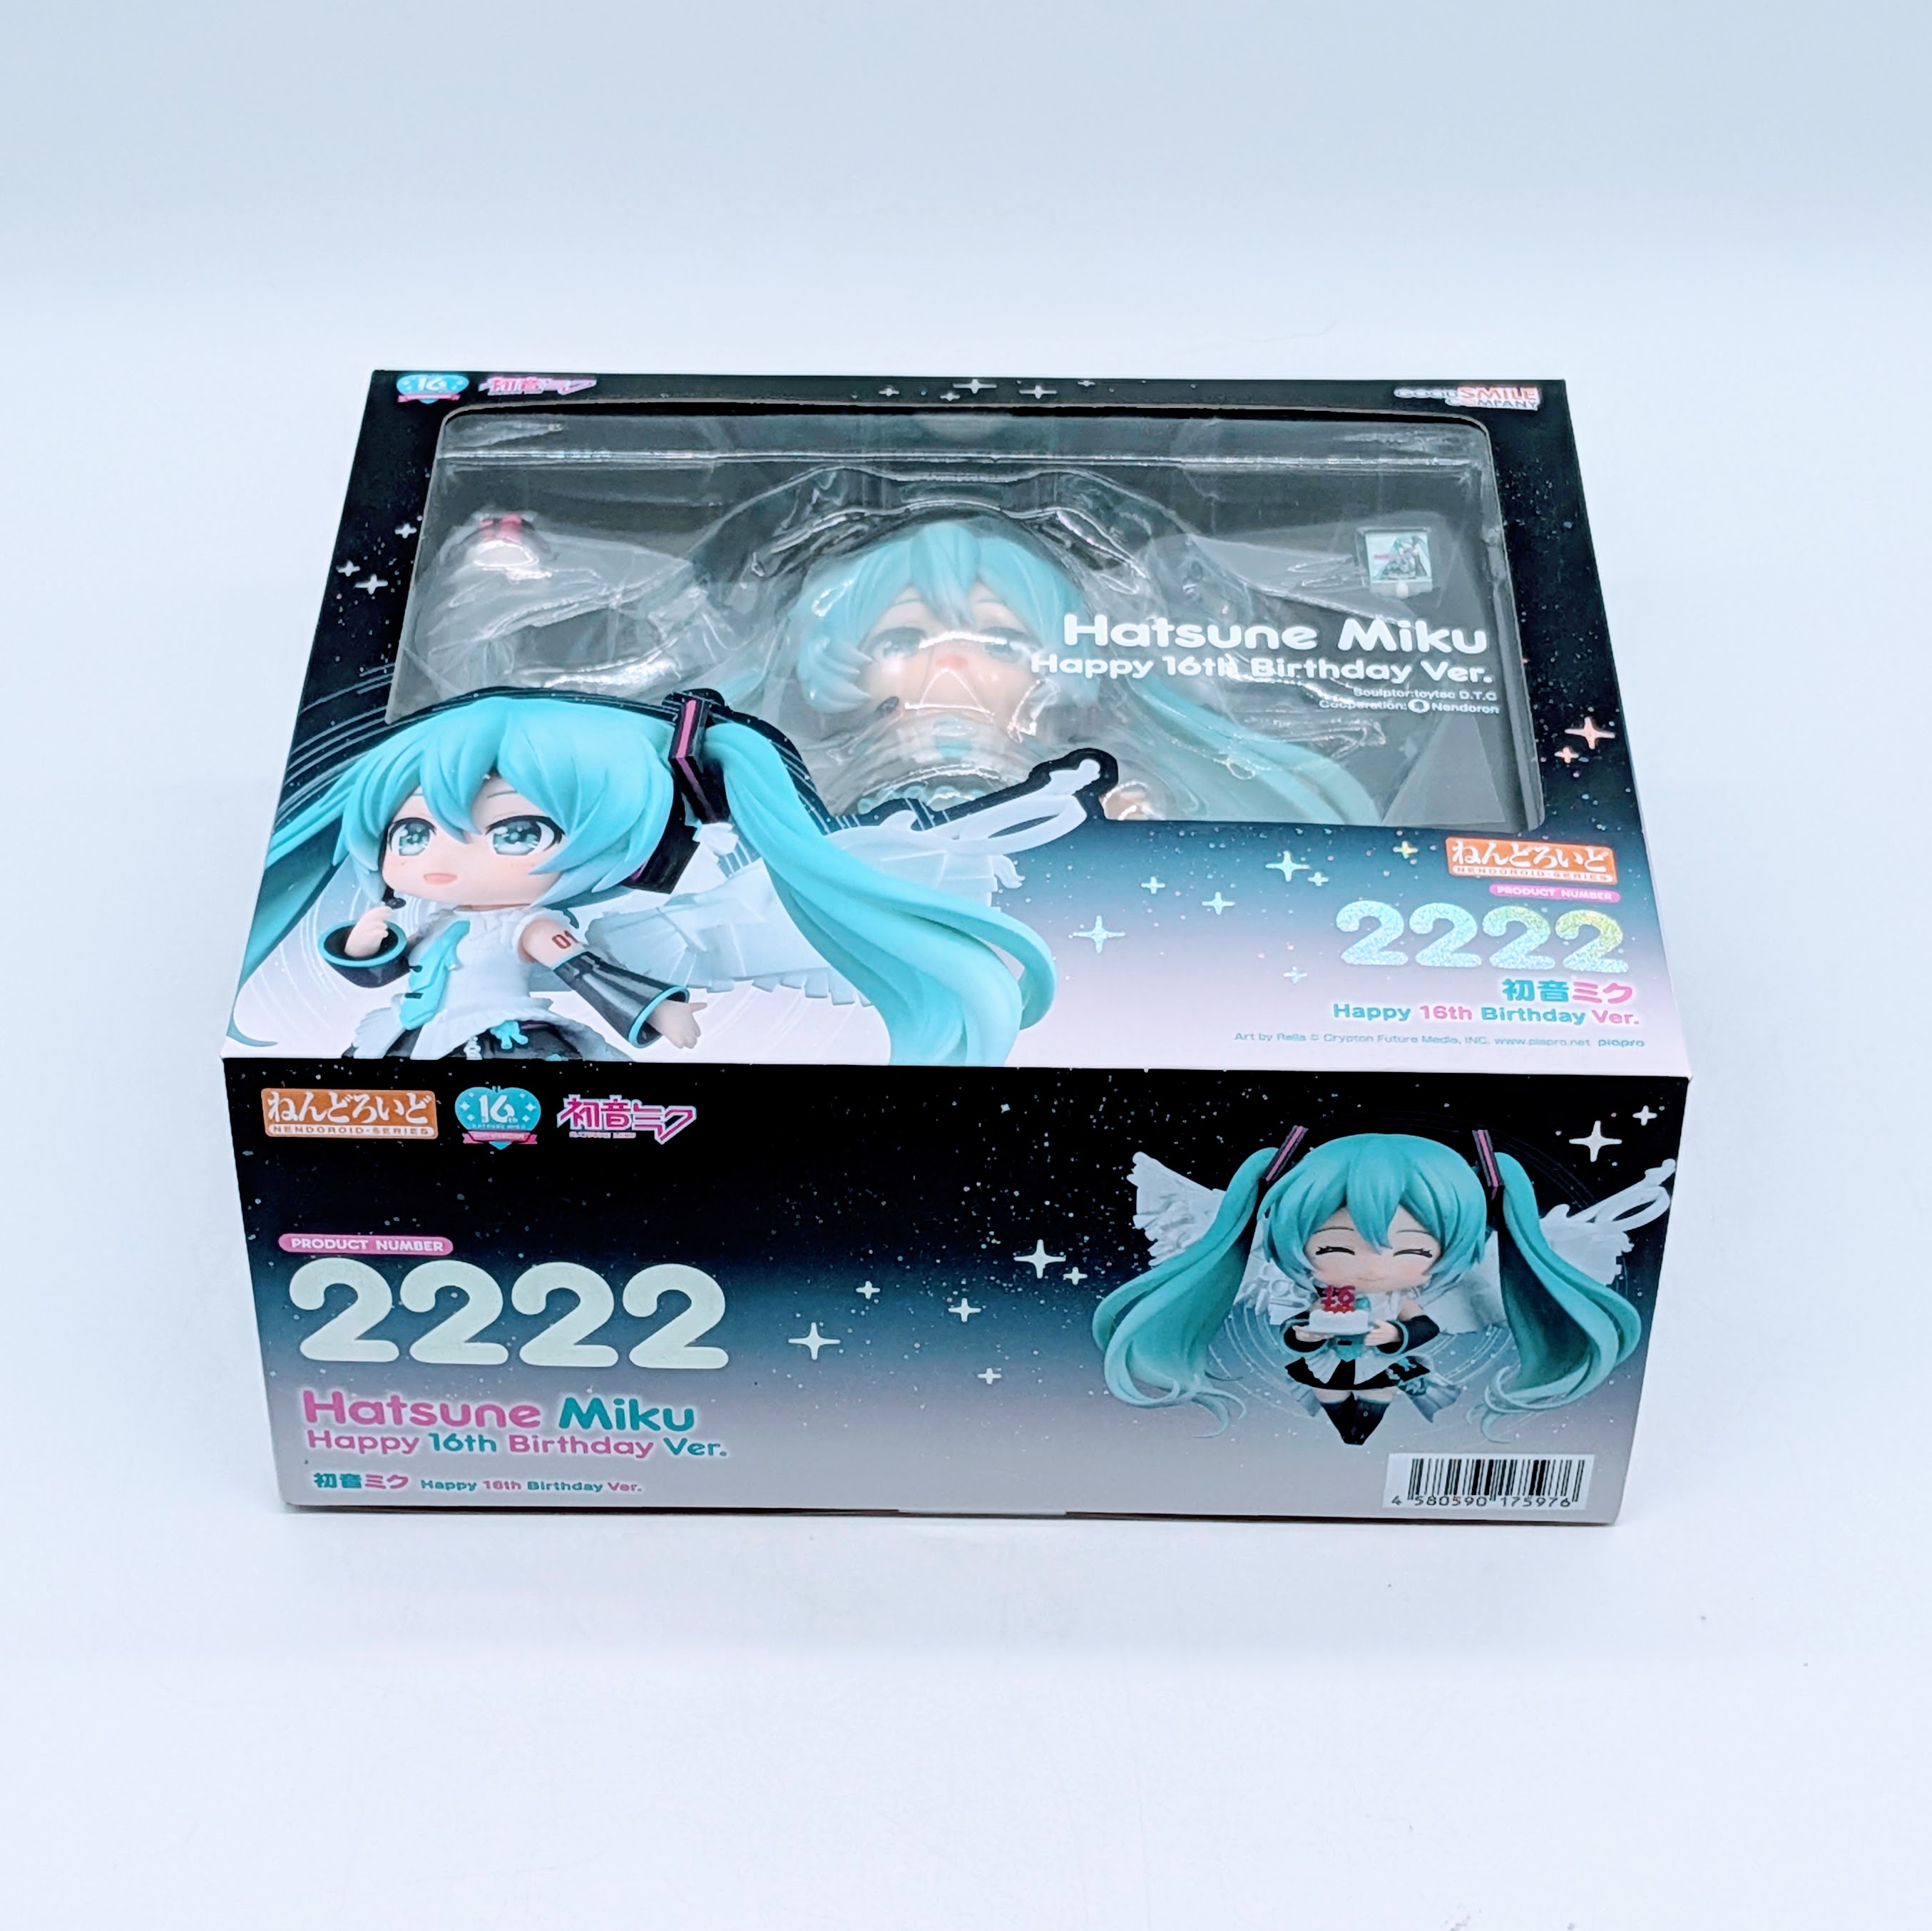 16
初音ミク
GOOD SMILE
COMPANY
Hatsune Miku
Happy 16th Birthday Ver.
Sculptor:toytec D.T.C
Cooperation: Nendoron
01
ねんどろいど
NENDOROID·SERIES
PRODUCT NUMBER
2222
初音ミク
Happy 16th Birthday Ver.
Art by Rella © Crypton Future Media, INC. www.piapro.net piapro
ねんどろいど
NENDOROID·SERIES
16th
初音ミク
HATSUNE MIKU
PRODUCT NUMBER
2222
Hatsune Miku
Happy 16th Birthday Ver.
初音ミク Happy 16th Birthday Ver.
16
4 580590 175976